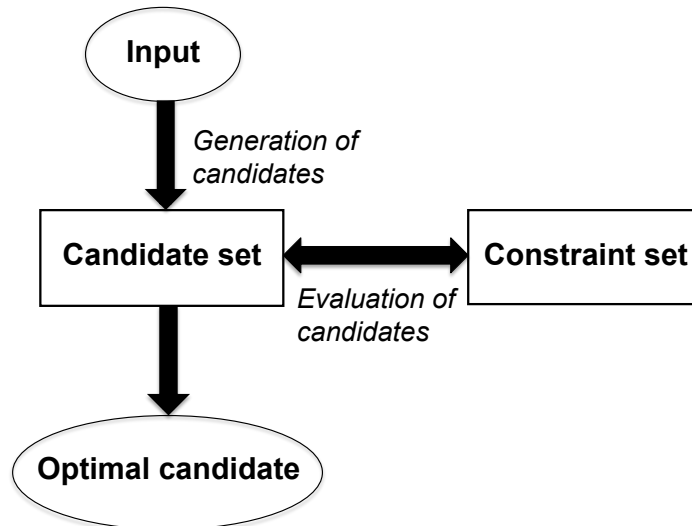 Input
Generation of
candidates
Candidate set
Constraint set
Evaluation of
candidates
Optimal candidate